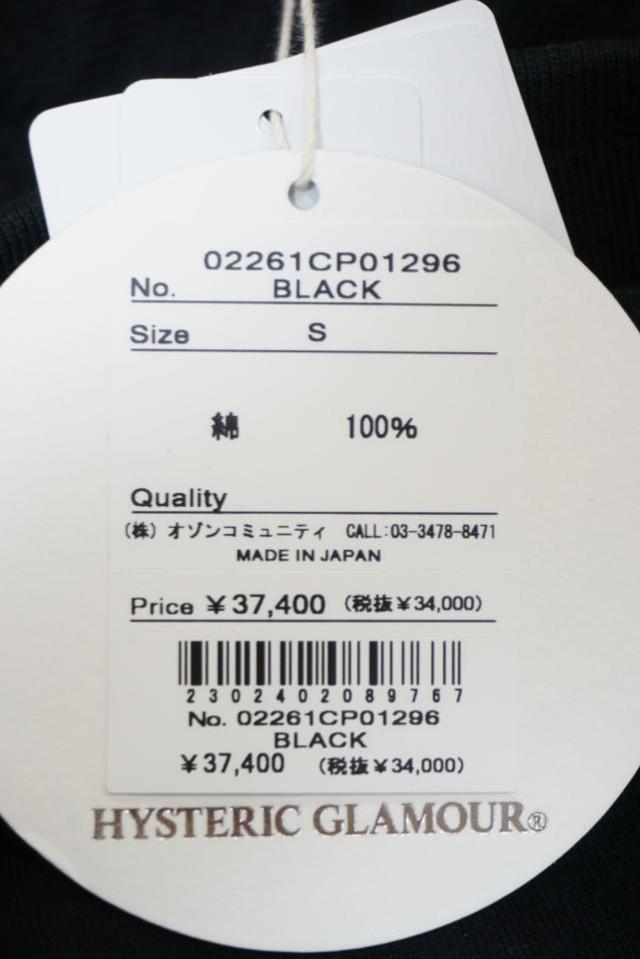 02261CP01296
No. BLACK
Size S
綿 100%
Quality
(株) オゾンコミュニティ CALL:03-3478-8471
MADE IN JAPAN
Price ¥37,400 (税抜¥34,000)
2302402089767
No. 02261CP01296
BLACK
¥37,400 (税抜¥34,000)
HYSTERIC GLAMOUR®